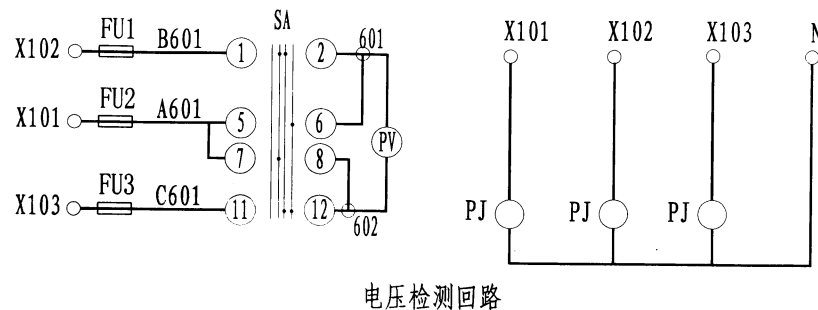 SA
X102 FU1 B601 1 2 601
X101 FU2 A601 5 6
7 8 PV
X103 FU3 C601 11 12 602
X101 X102 X103 N
PJ PJ PJ
电压检测回路